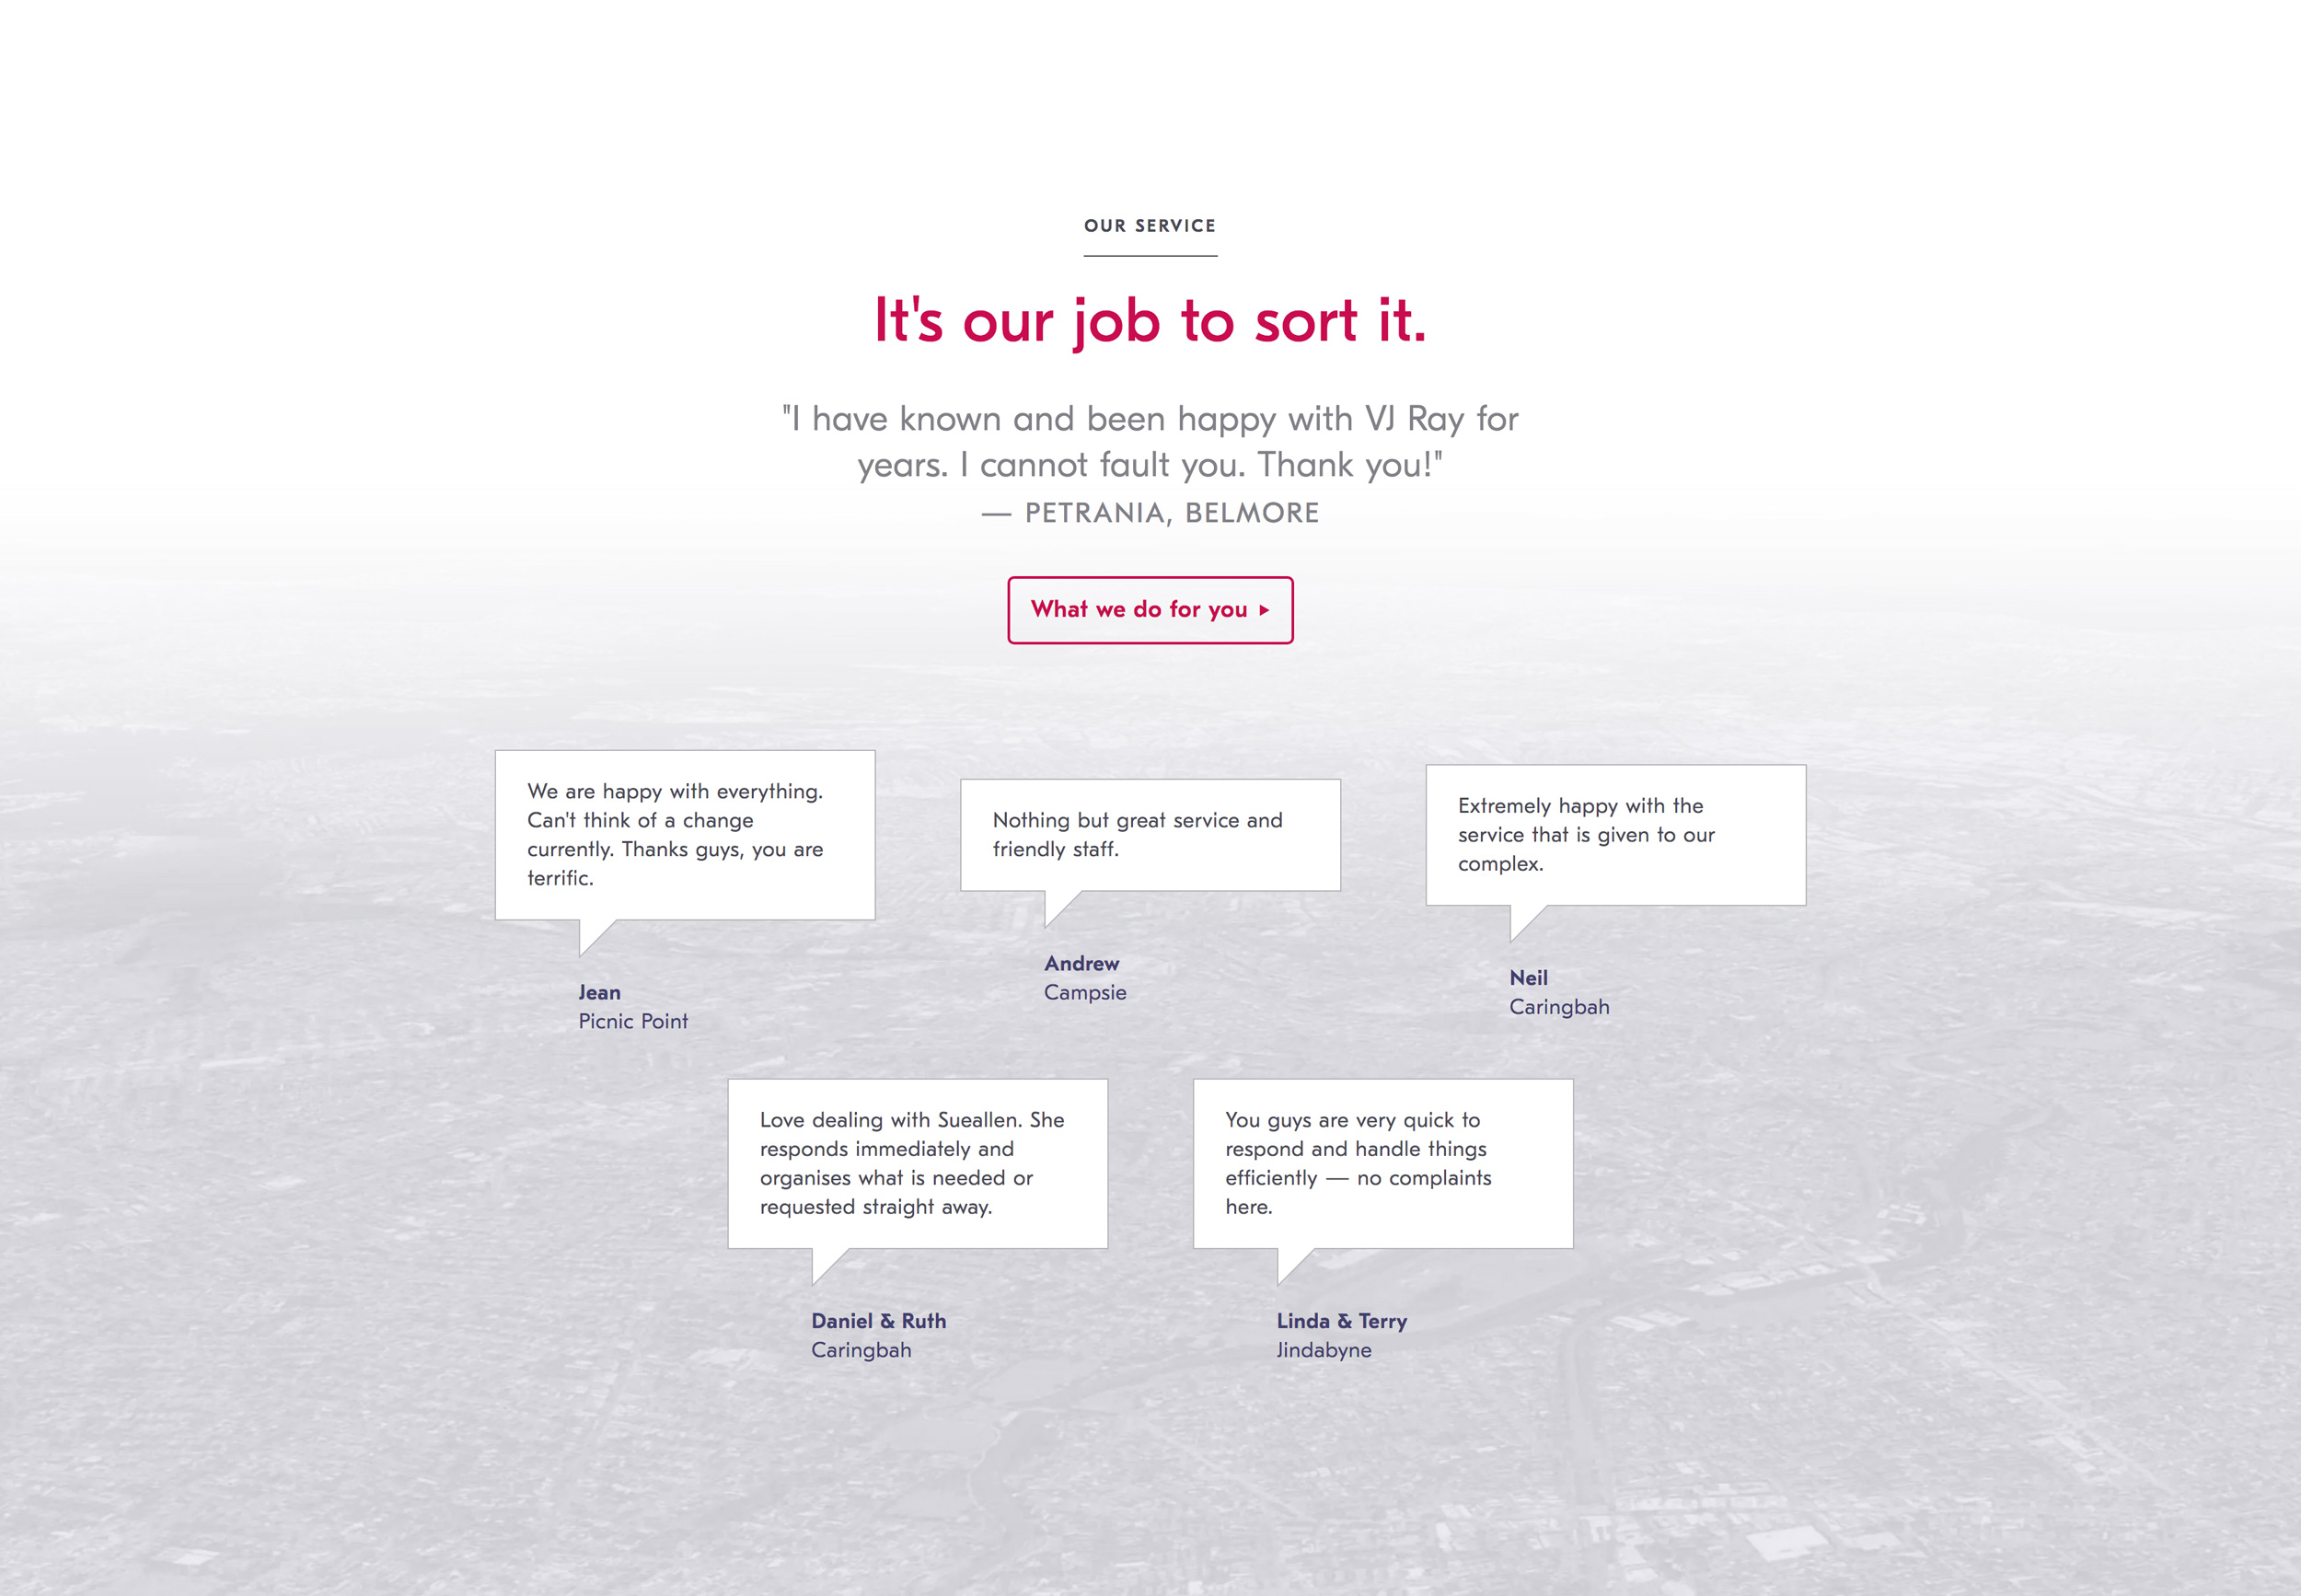 OUR SERVICE
It's our job to sort it.
"I have known and been happy with VJ Ray for
years. I cannot fault you. Thank you!"
— PETRANIA, BELMORE
What we do for you ▸
We are happy with everything.
Can't think of a change
currently. Thanks guys, you are
terrific.
Jean
Picnic Point
Nothing but great service and
friendly staff.
Andrew
Campsie
Extremely happy with the
service that is given to our
complex.
Neil
Caringbah
Love dealing with Sueallen. She
responds immediately and
organises what is needed or
requested straight away.
Daniel & Ruth
Caringbah
You guys are very quick to
respond and handle things
efficiently — no complaints
here.
Linda & Terry
Jindabyne